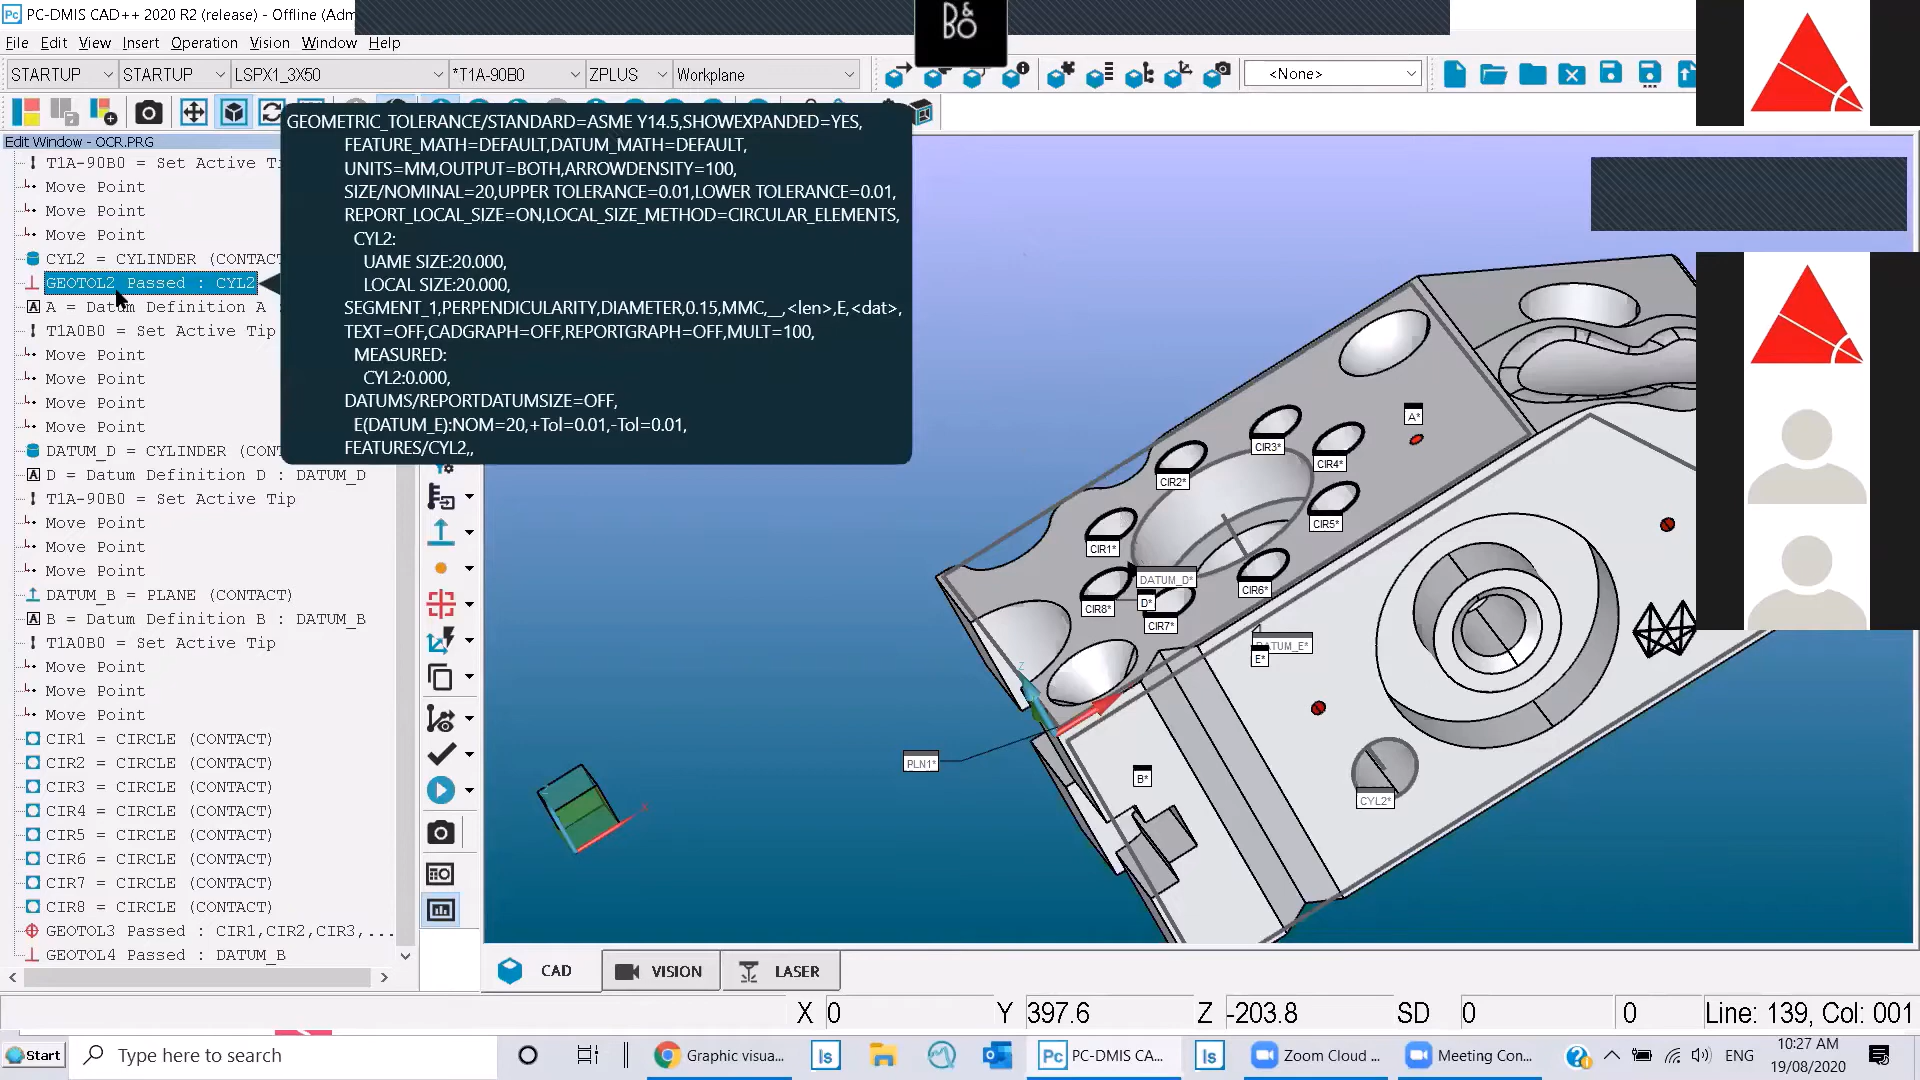 PC-DMIS CAD++ 2020 R2 (release) - Offline (Adm
B&O
File Edit View Insert Operation Vision Window Help
STARTUP STARTUP LSPX1_3X50 *T1A-90B0 ZPLUS Workplane <None>
Edit Window - OCR.PRG
T1A-90B0 = Set Active Ti
Move Point
Move Point
Move Point
CYL2 = CYLINDER (CONTACT
GEOTOL2 Passed : CYL2
A = Datum Definition A :
T1A0B0 = Set Active Tip
Move Point
Move Point
Move Point
Move Point
DATUM_D = CYLINDER (CONT
D = Datum Definition D : DATUM_D
T1A-90B0 = Set Active Tip
Move Point
Move Point
Move Point
DATUM_B = PLANE (CONTACT)
B = Datum Definition B : DATUM_B
T1A0B0 = Set Active Tip
Move Point
Move Point
Move Point
CIR1 = CIRCLE (CONTACT)
CIR2 = CIRCLE (CONTACT)
CIR3 = CIRCLE (CONTACT)
CIR4 = CIRCLE (CONTACT)
CIR5 = CIRCLE (CONTACT)
CIR6 = CIRCLE (CONTACT)
CIR7 = CIRCLE (CONTACT)
CIR8 = CIRCLE (CONTACT)
GEOTOL3 Passed : CIR1,CIR2,CIR3,...
GEOTOL4 Passed : DATUM_B
GEOMETRIC_TOLERANCE/STANDARD=ASME Y14.5,SHOWEXPANDED=YES,
FEATURE_MATH=DEFAULT,DATUM_MATH=DEFAULT,
UNITS=MM,OUTPUT=BOTH,ARROWDENSITY=100,
SIZE/NOMINAL=20,UPPER TOLERANCE=0.01,LOWER TOLERANCE=0.01,
REPORT_LOCAL_SIZE=ON,LOCAL_SIZE_METHOD=CIRCULAR_ELEMENTS,
CYL2:
UAME SIZE:20.000,
LOCAL SIZE:20.000,
SEGMENT_1,PERPENDICULARITY,DIAMETER,0.15,MMC,__,<len>,E,<dat>,
TEXT=OFF,CADGRAPH=OFF,REPORTGRAPH=OFF,MULT=100,
MEASURED:
CYL2:0.000,
DATUMS/REPORTDATUMSIZE=OFF,
E(DATUM_E):NOM=20,+Tol=0.01,-Tol=0.01,
FEATURES/CYL2,,
A*
CIR3*
CIR4*
CIR2*
CIR5*
CIR1*
DATUM_D*
CIR6*
D*
CIR8*
CIR7*
DATUM_E*
E*
Z
PLN1*
B*
CYL2*
X
CAD VISION LASER
X 0 Y 397.6 Z -203.8 SD 0 0 Line: 139, Col: 001
Start Type here to search Graphic visua... ls Pc PC-DMIS CA... ls Zoom Cloud ... Meeting Con... ENG 10:27 AM
19/08/2020